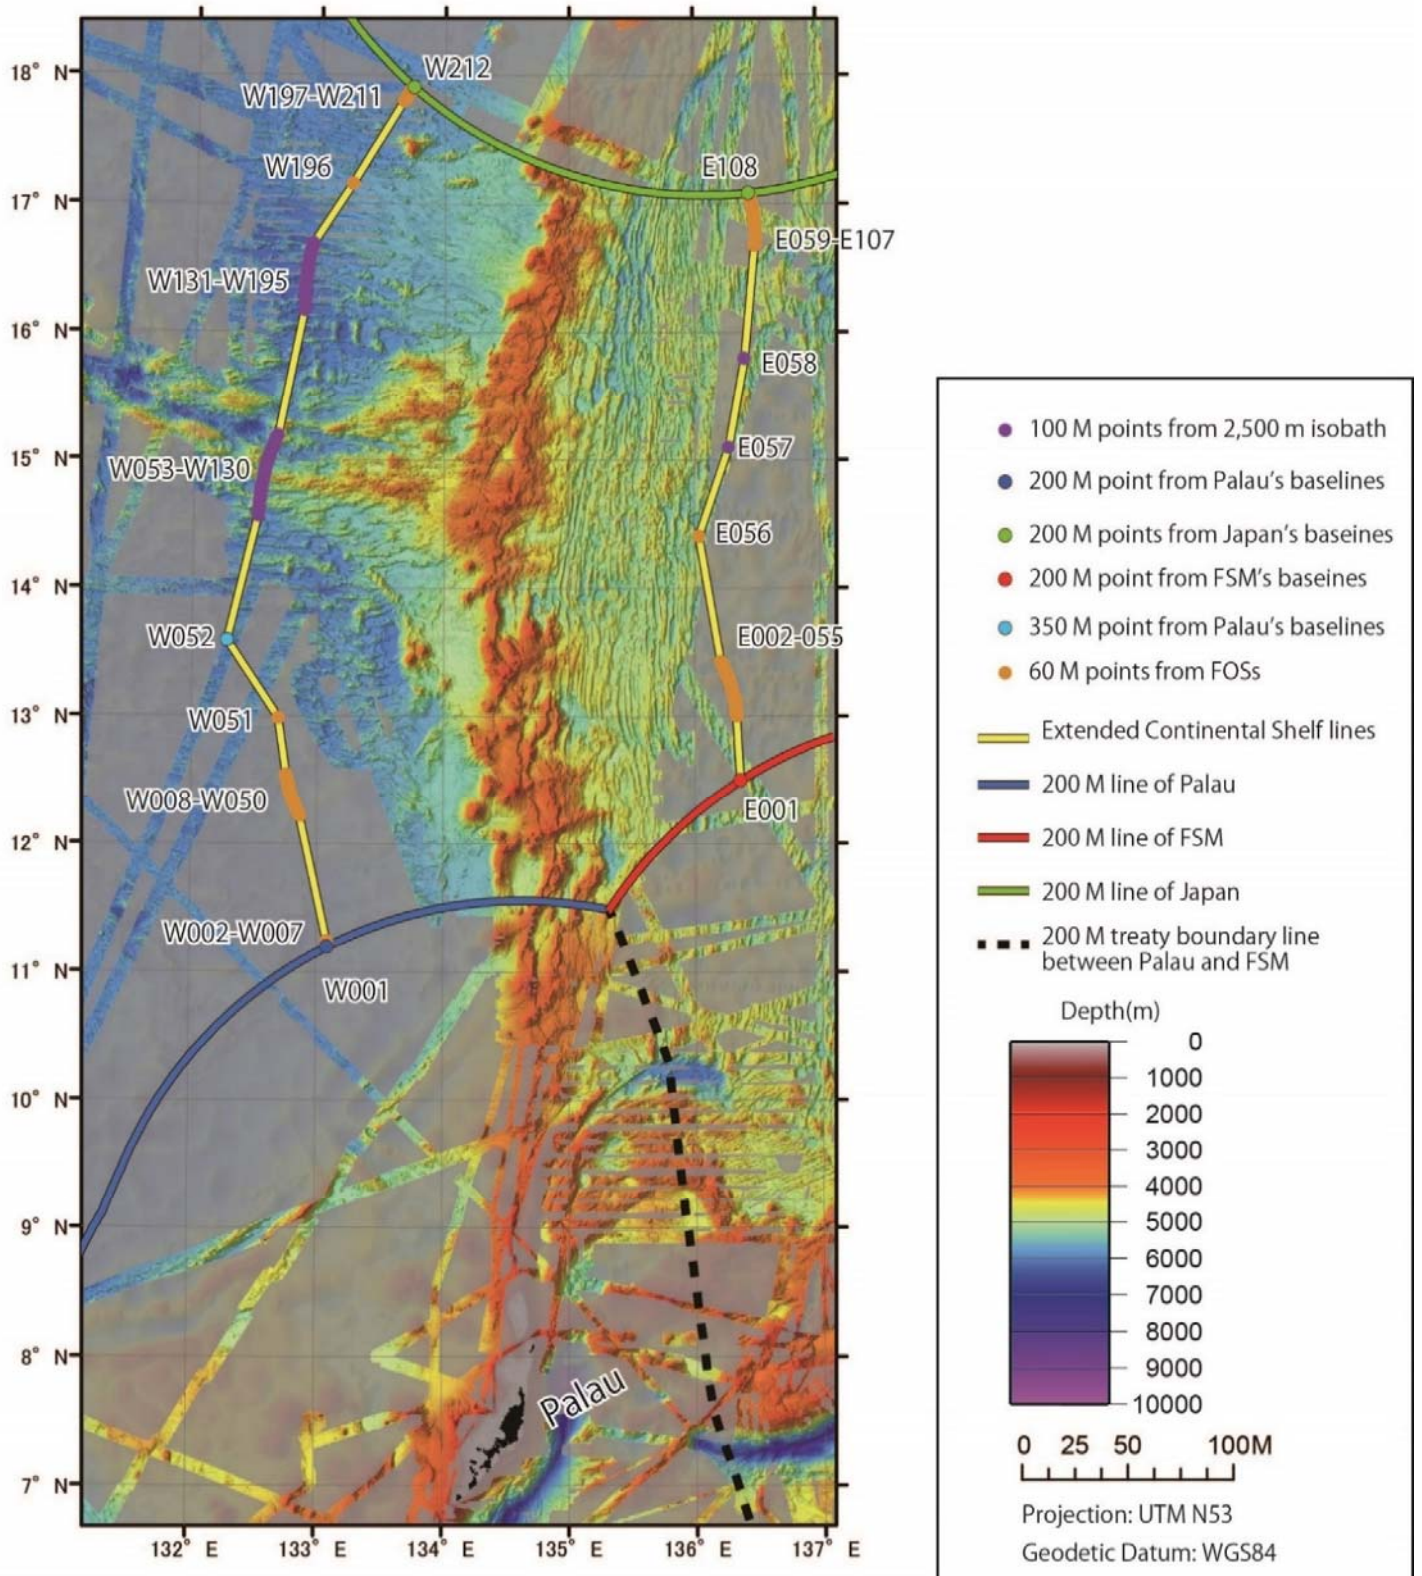 W212
18° N
W197-W211
W196
E108
17° N
E059-E107
W131-W195
16° N
E058
E057
15° N
W053-W130
E056
14° N
W052
E002-055
13° N
W051
W008-W050
E001
12° N
W002-W007
11° N
W001
10° N
9° N
8° N
Palau
7° N
132° E
133° E
134° E
135° E
136° E
137° E
100 M points from 2,500 m isobath
200 M point from Palau's baselines
200 M points from Japan's baseines
200 M point from FSM's baseines
350 M point from Palau's baselines
60 M points from FOSs
Extended Continental Shelf lines
200 M line of Palau
200 M line of FSM
200 M line of Japan
200 M treaty boundary line
between Palau and FSM
Depth(m)
0
1000
2000
3000
4000
5000
6000
7000
8000
9000
10000
0 25 50 100M
Projection: UTM N53
Geodetic Datum: WGS84